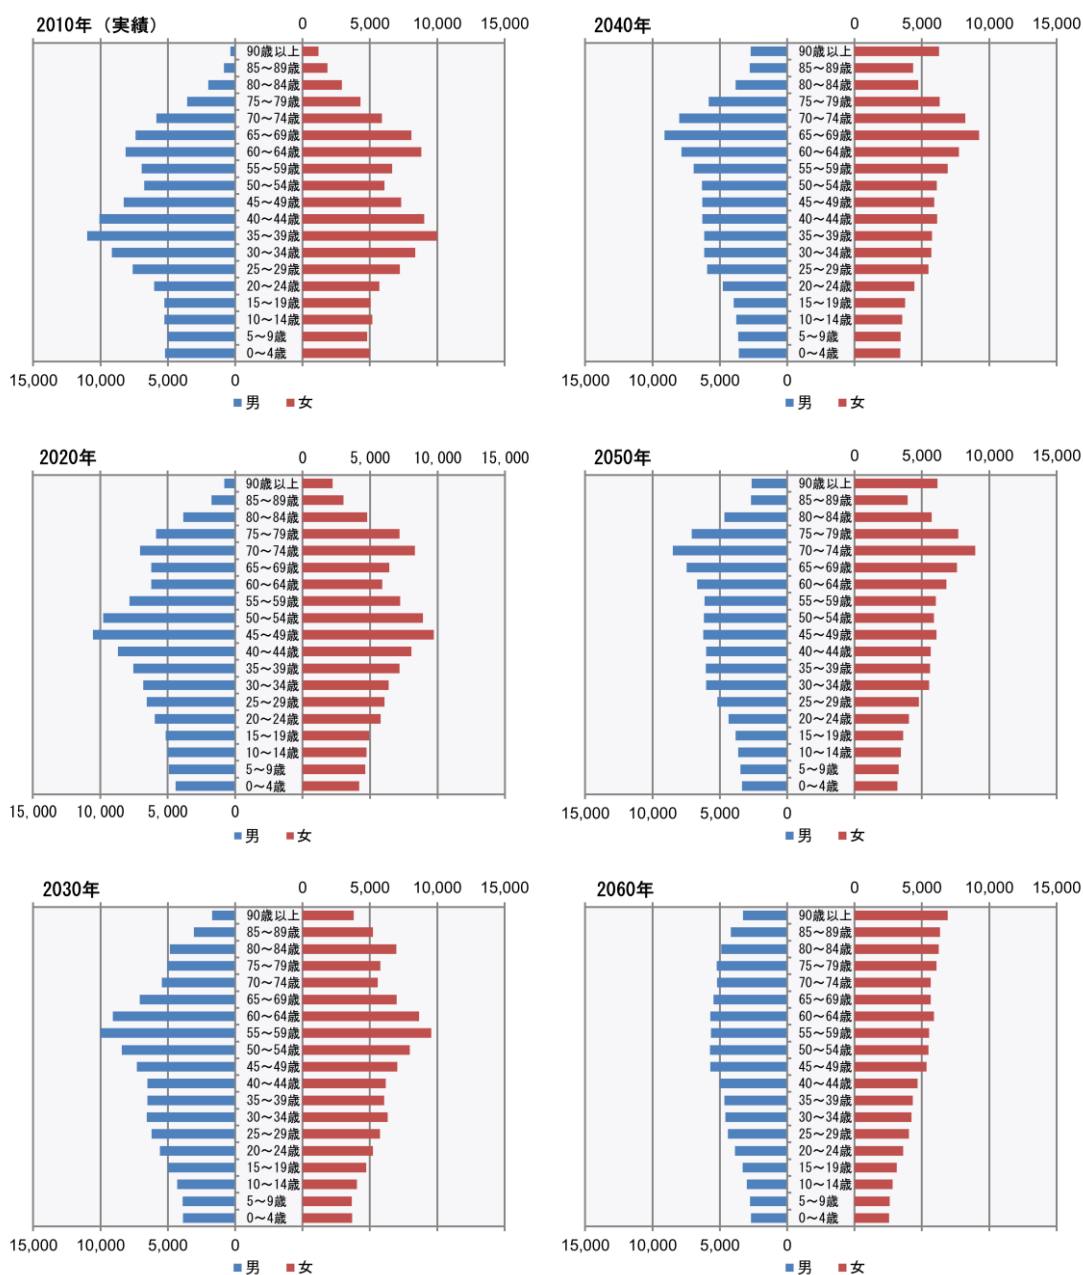 2010年（実績）
0 5,000 10,000 15,000
90歳以上
85～89歳
80～84歳
75～79歳
70～74歳
65～69歳
60～64歳
55～59歳
50～54歳
45～49歳
40～44歳
35～39歳
30～34歳
25～29歳
20～24歳
15～19歳
10～14歳
5～9歳
0～4歳
15,000 10,000 5,000 0
男 女
2020年
0 5,000 10,000 15,000
90歳以上
85～89歳
80～84歳
75～79歳
70～74歳
65～69歳
60～64歳
55～59歳
50～54歳
45～49歳
40～44歳
35～39歳
30～34歳
25～29歳
20～24歳
15～19歳
10～14歳
5～9歳
0～4歳
15,000 10,000 5,000 0
男 女
2030年
0 5,000 10,000 15,000
90歳以上
85～89歳
80～84歳
75～79歳
70～74歳
65～69歳
60～64歳
55～59歳
50～54歳
45～49歳
40～44歳
35～39歳
30～34歳
25～29歳
20～24歳
15～19歳
10～14歳
5～9歳
0～4歳
15,000 10,000 5,000 0
男 女
2040年
0 5,000 10,000 15,000
90歳以上
85～89歳
80～84歳
75～79歳
70～74歳
65～69歳
60～64歳
55～59歳
50～54歳
45～49歳
40～44歳
35～39歳
30～34歳
25～29歳
20～24歳
15～19歳
10～14歳
5～9歳
0～4歳
15,000 10,000 5,000 0
男 女
2050年
0 5,000 10,000 15,000
90歳以上
85～89歳
80～84歳
75～79歳
70～74歳
65～69歳
60～64歳
55～59歳
50～54歳
45～49歳
40～44歳
35～39歳
30～34歳
25～29歳
20～24歳
15～19歳
10～14歳
5～9歳
0～4歳
15,000 10,000 5,000 0
男 女
2060年
0 5,000 10,000 15,000
90歳以上
85～89歳
80～84歳
75～79歳
70～74歳
65～69歳
60～64歳
55～59歳
50～54歳
45～49歳
40～44歳
35～39歳
30～34歳
25～29歳
20～24歳
15～19歳
10～14歳
5～9歳
0～4歳
15,000 10,000 5,000 0
男 女